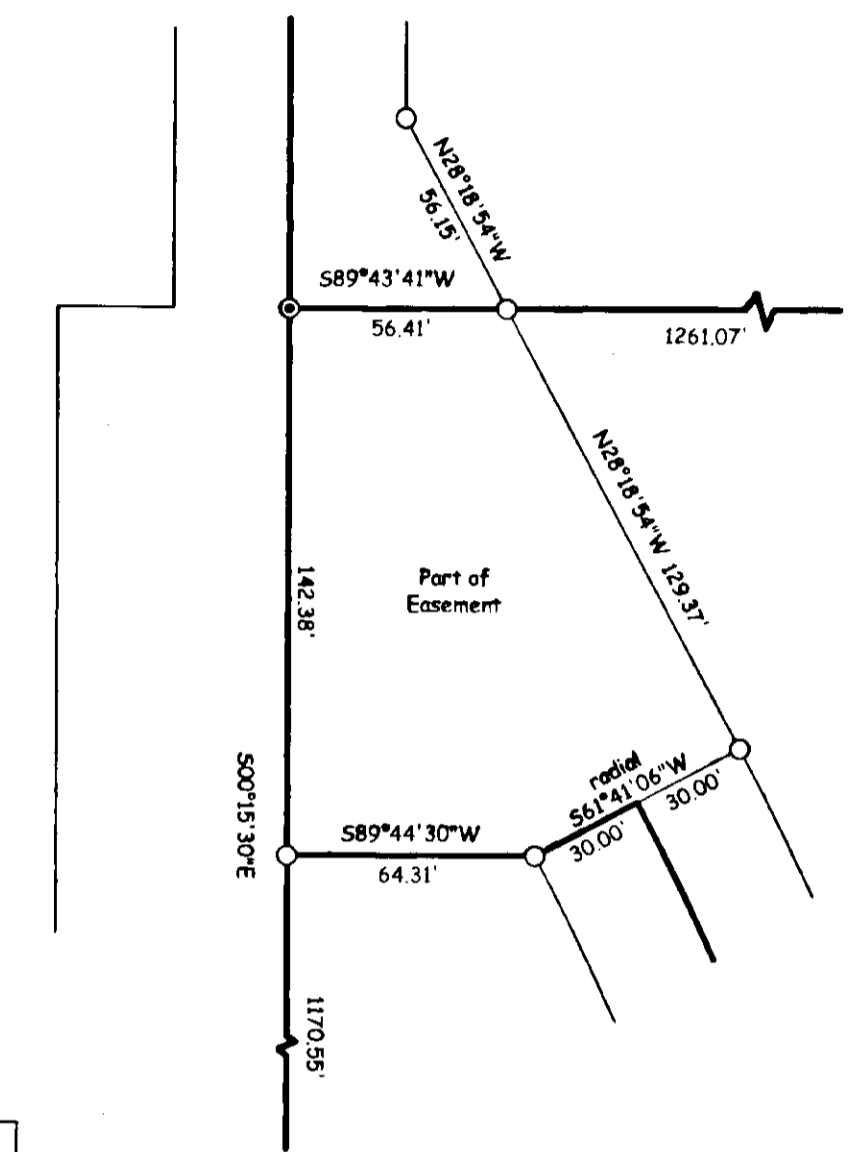 N28°18'54"W
56.15'
S89°43'41"W
56.41'
1261.07'
N28°18'54"W 129.37'
142.38'
Part of
Easement
radial
S61°41'06"W
30.00'
30.00'
S00°15'30"E
S89°44'30"W
64.31'
1170.55'